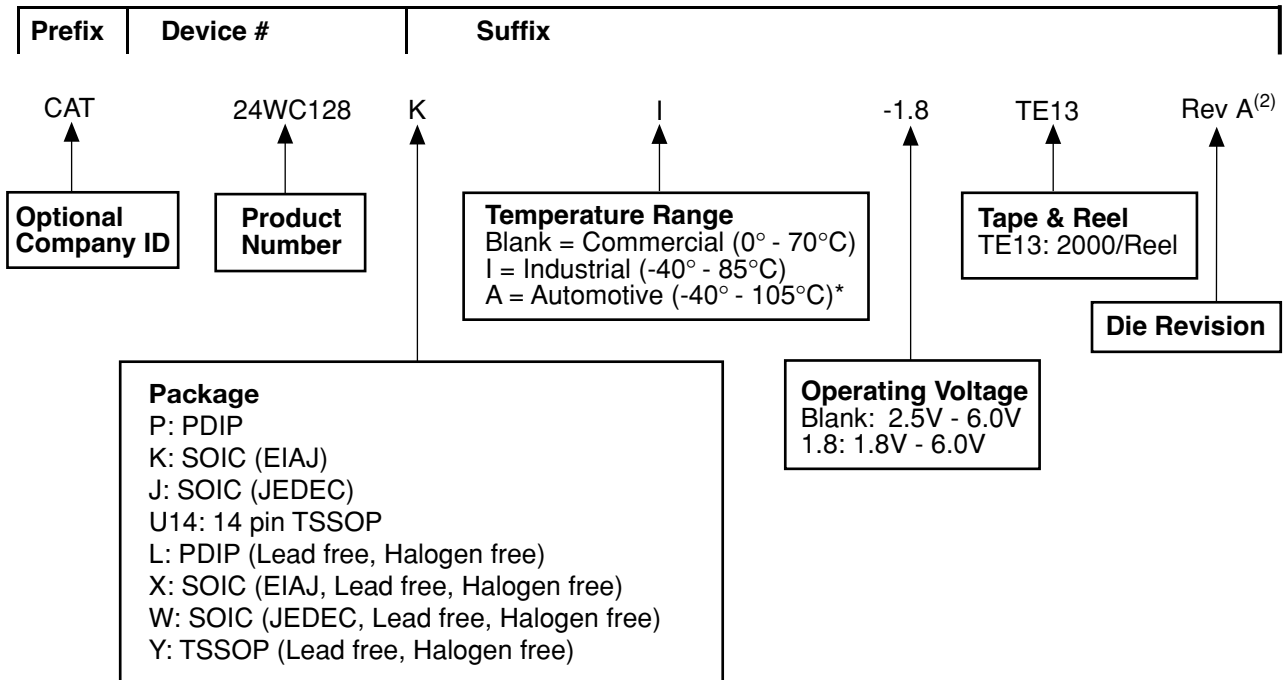 Prefix Device # Suffix
CAT 24WC128 K I -1.8 TE13 Rev A(2)
Optional
Company ID
Product
Number
Temperature Range
Blank = Commercial (0° - 70°C)
I = Industrial (-40° - 85°C)
A = Automotive (-40° - 105°C)*
Tape & Reel
TE13: 2000/Reel
Die Revision
Package
P: PDIP
K: SOIC (EIAJ)
J: SOIC (JEDEC)
U14: 14 pin TSSOP
L: PDIP (Lead free, Halogen free)
X: SOIC (EIAJ, Lead free, Halogen free)
W: SOIC (JEDEC, Lead free, Halogen free)
Y: TSSOP (Lead free, Halogen free)
Operating Voltage
Blank: 2.5V - 6.0V
1.8: 1.8V - 6.0V